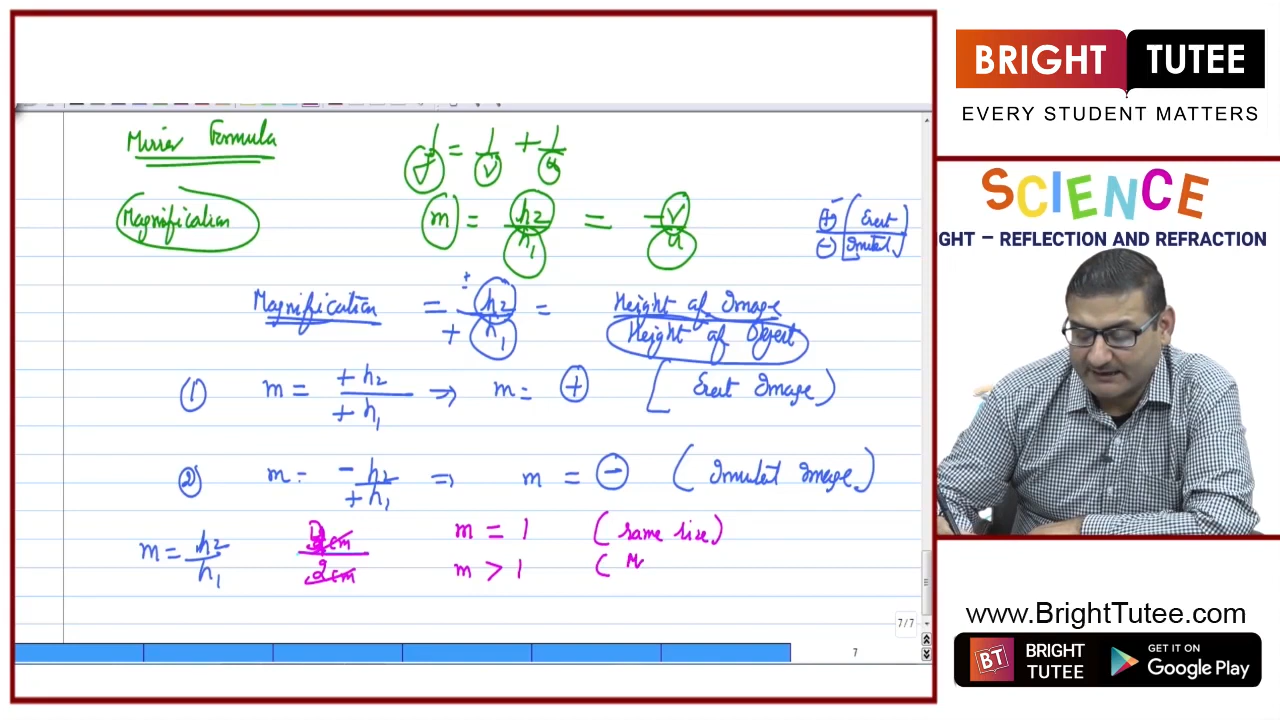 Mirror Formula 1/f = 1/v + 1/u
Magnification m = h2/h1 = -v/u
+ (Erect)
-
Magnification = ± h2 / + h1 = Height of Image / Height of Object
① m = +h2/+h1 ⇒ m = + [Erect Image)
② m = -h2/+h1 ⇒ m = - ( Image)
m = h2/h1 2cm m = 1 (same size)
m > 1 ( M
7/7
7
BRIGHT TUTEE
EVERY STUDENT MATTERS
SCIENCE
GHT – REFLECTION AND REFRACTION
www.BrightTutee.com
BT BRIGHT TUTEE
GET IT ON Google Play